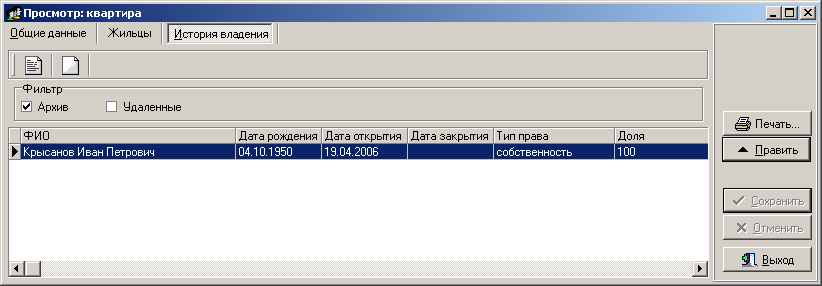 Просмотр: квартира
Общие данные Жильцы История владения
Фильтр
Архив Удаленные
ФИО Дата рождения Дата открытия Дата закрытия Тип права Доля
Крысанов Иван Петрович 04.10.1950 19.04.2006 собственность 100
Печать...
Править
Сохранить
Отменить
Выход